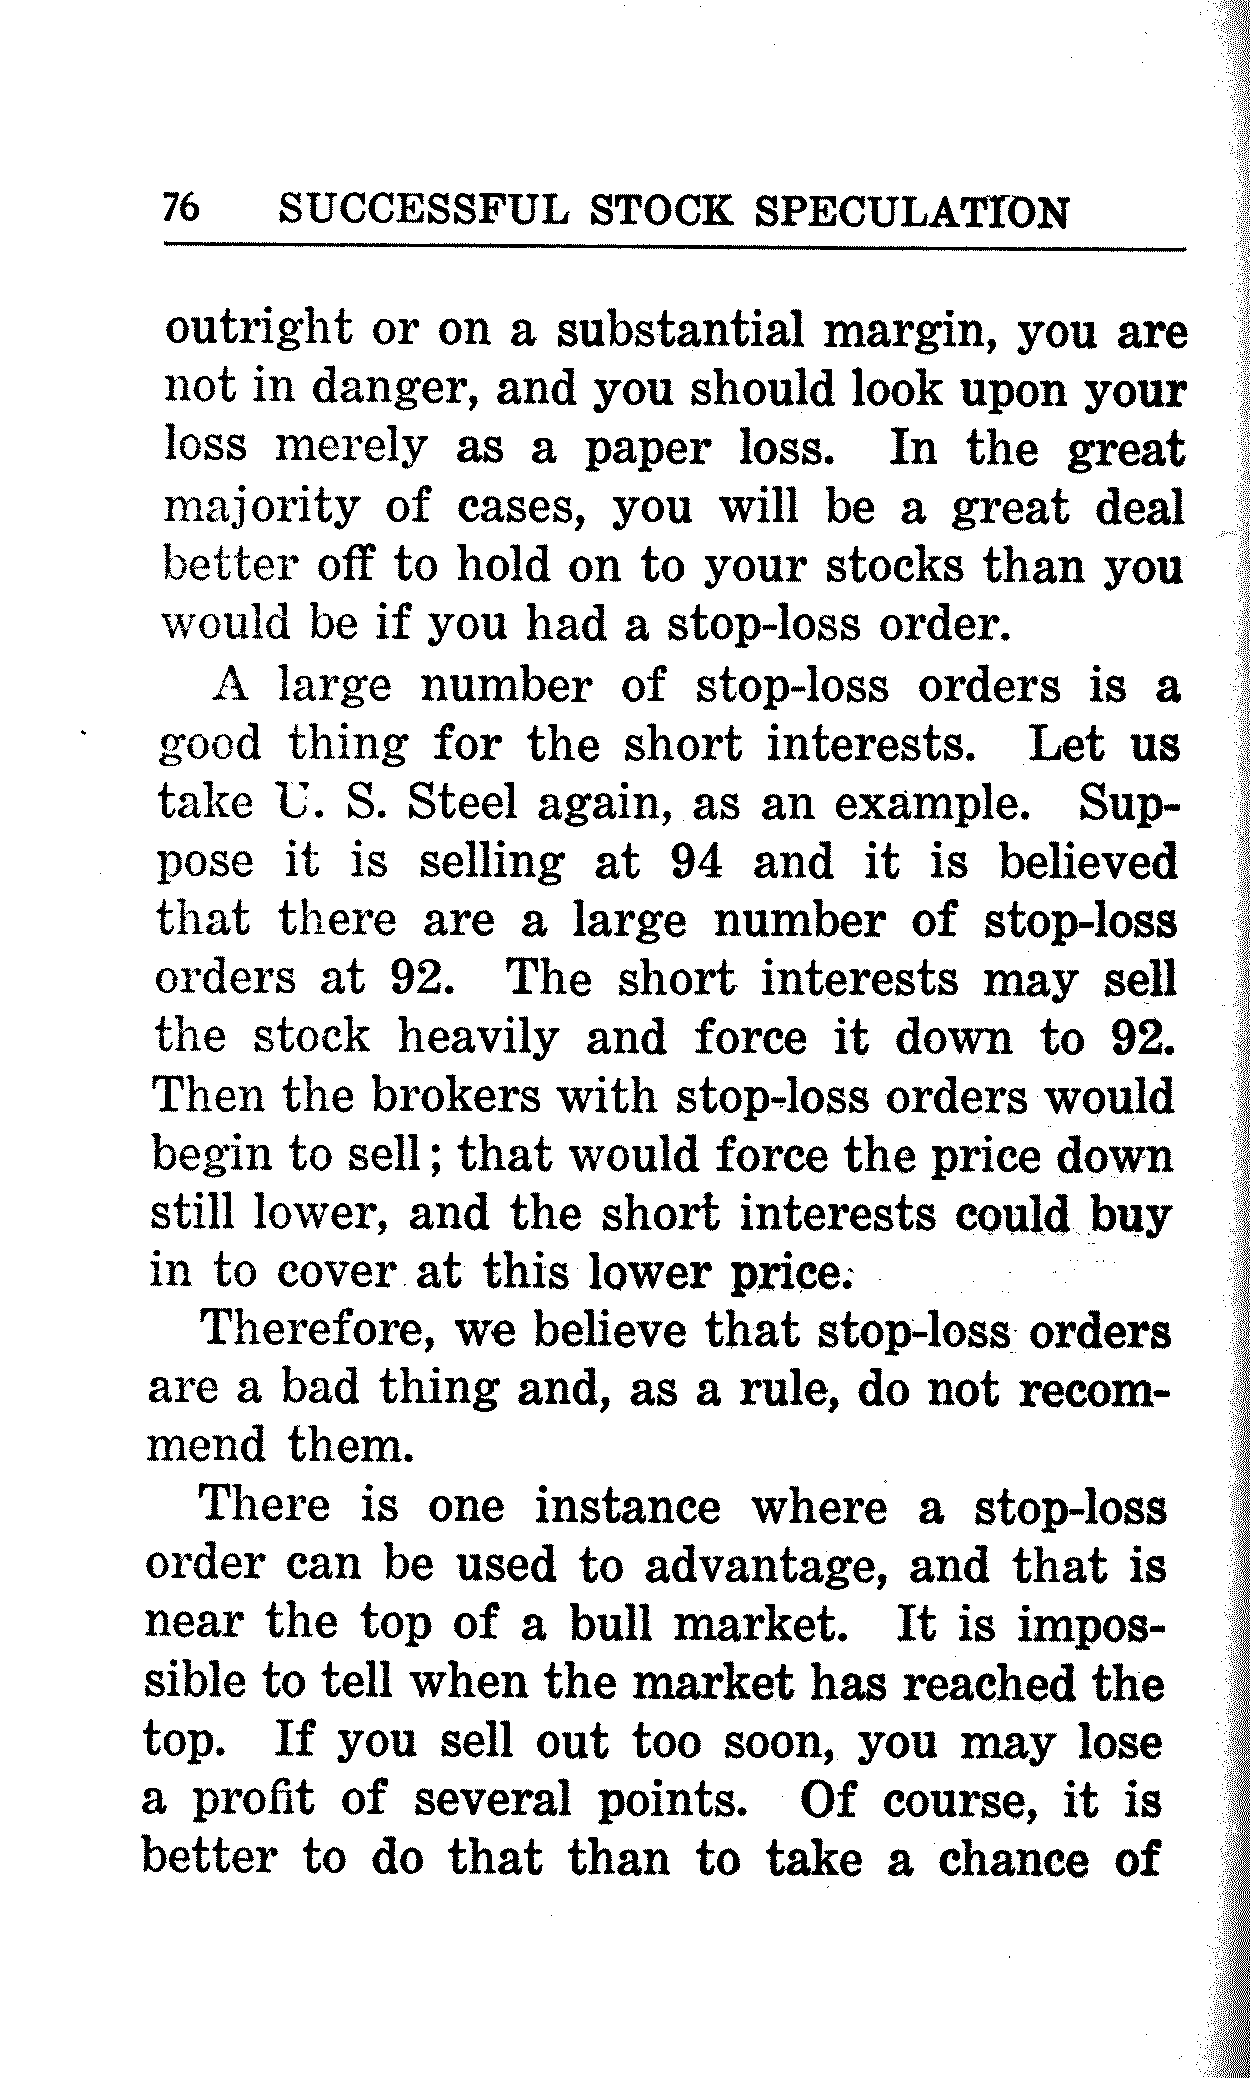 76 SUCCESSFUL STOCK SPECULATION
outright or on a substantial margin, you are
not in danger, and you should look upon your
loss merely as a paper loss. In the great
majority of cases, you will be a great deal
better off to hold on to your stocks than you
would be if you had a stop-loss order.
A large number of stop-loss orders is a
good thing for the short interests. Let us
take U. S. Steel again, as an example. Sup-
pose it is selling at 94 and it is believed
that there are a large number of stop-loss
orders at 92. The short interests may sell
the stock heavily and force it down to 92.
Then the brokers with stop-loss orders would
begin to sell; that would force the price down
still lower, and the short interests could buy
in to cover at this lower price.
Therefore, we believe that stop-loss orders
are a bad thing and, as a rule, do not recom-
mend them.
There is one instance where a stop-loss
order can be used to advantage, and that is
near the top of a bull market. It is impos-
sible to tell when the market has reached the
top. If you sell out too soon, you may lose
a profit of several points. Of course, it is
better to do that than to take a chance of